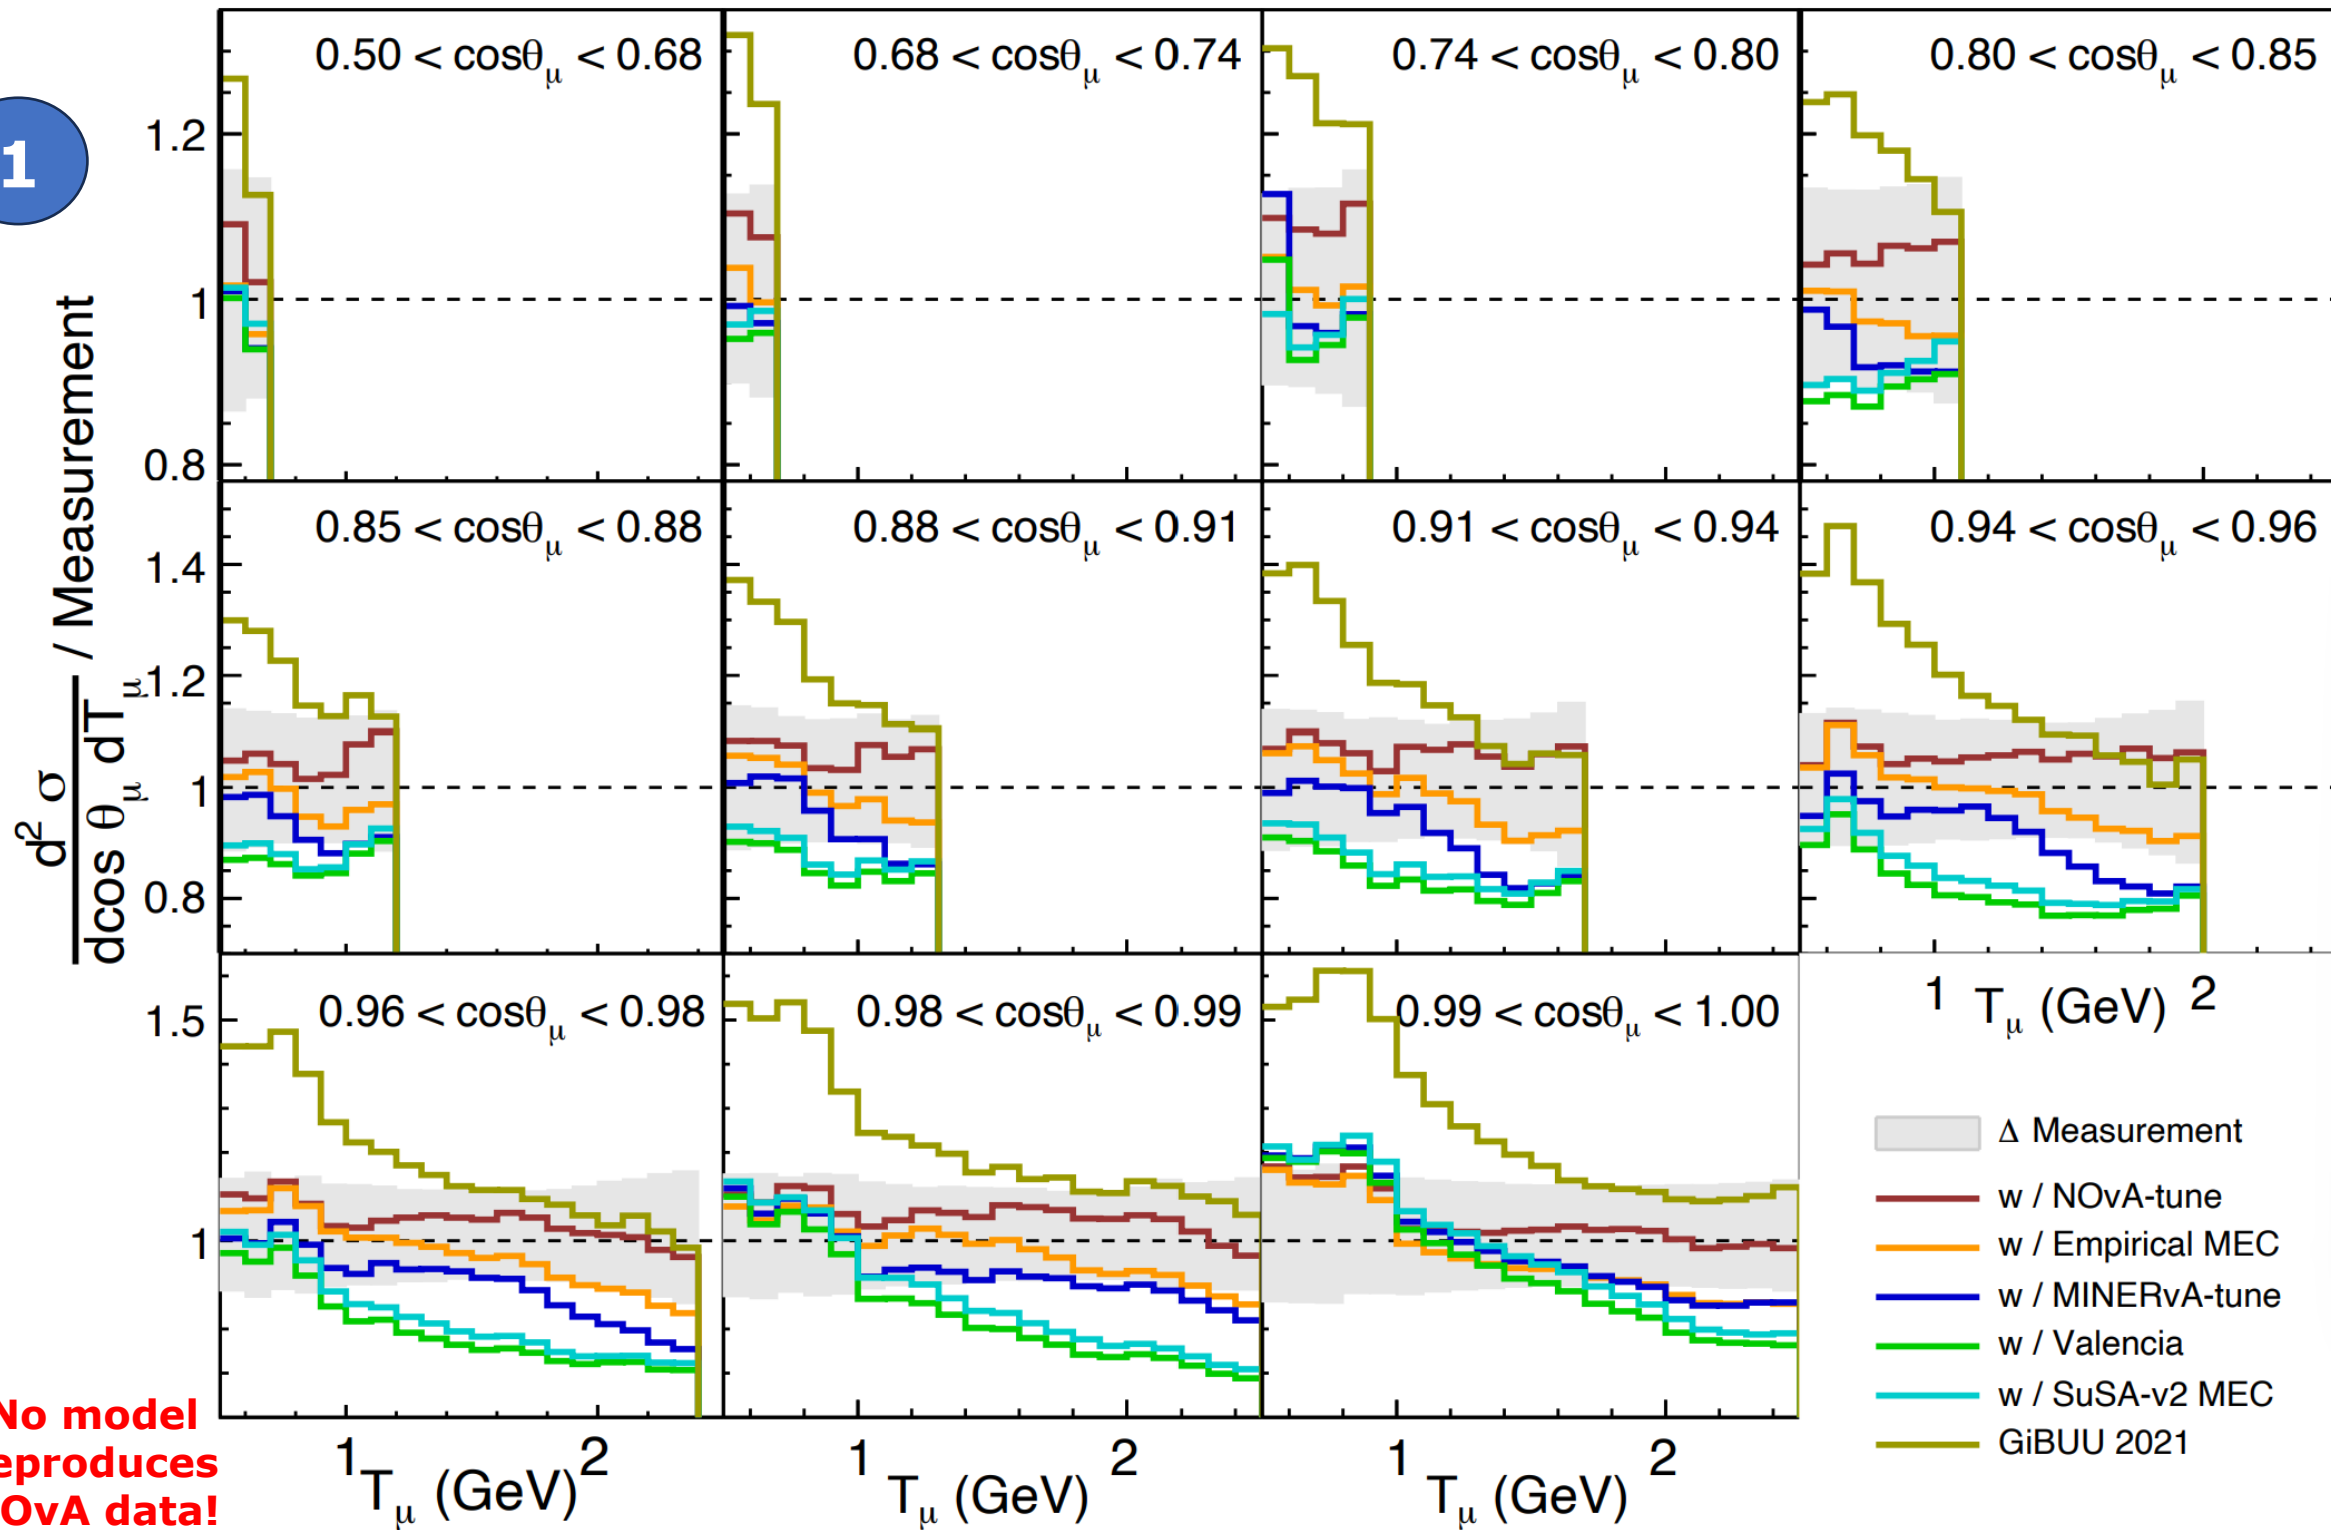 0.50 < cosθμ < 0.68
0.68 < cosθμ < 0.74
0.74 < cosθμ < 0.80
0.80 < cosθμ < 0.85
1
1.2
1
0.8
d² σ
dcos θμ dTμ
/ Measurement
0.85 < cosθμ < 0.88
0.88 < cosθμ < 0.91
0.91 < cosθμ < 0.94
0.94 < cosθμ < 0.96
1.4
1.2
1
0.8
1 Tμ (GeV) 2
0.96 < cosθμ < 0.98
0.98 < cosθμ < 0.99
0.99 < cosθμ < 1.00
1.5
1
Δ Measurement
w / NOvA-tune
w / Empirical MEC
w / MINERvA-tune
w / Valencia
w / SuSA-v2 MEC
GiBUU 2021
No model
eproduces
OvA data!
1 Tμ (GeV) 2
1 Tμ (GeV) 2
1 Tμ (GeV) 2